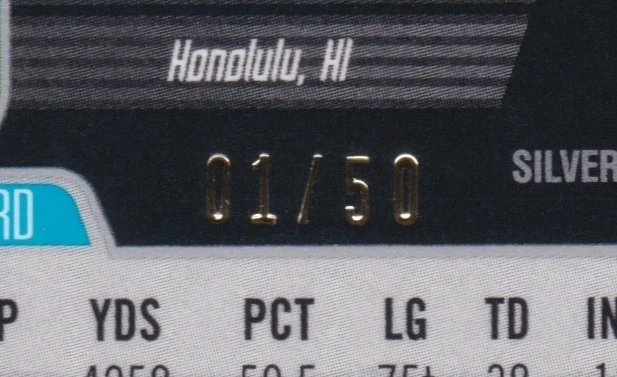 Honolulu, HI
01/50
SILVER
RD
P YDS PCT LG TD IN